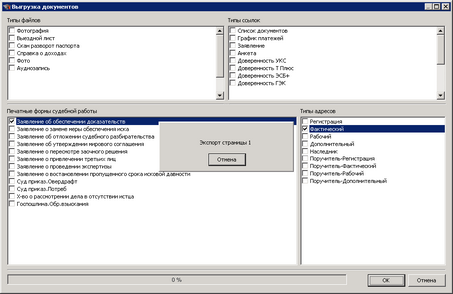 Выгрузка документов
Типы файлов
Фотография
Выездной лист
Скан разворот паспорта
Справка о доходах
Фото
Аудиозапись
Типы ссылок
Список документов
График платежей
Заявление
Анкета
Доверенность УКС
Доверенность Т Плюс
Доверенность ЭСБ+
Доверенность ГЭК
Печатные формы судебной работы
Заявление об обеспечении доказательств
Заявление о замене меры обеспечения иска
Заявление об отложении судебного разбирательства
Заявление об утверждении мирового соглашения
Заявление о пересмотре заочного решения
Заявление о привлечении третьих лиц
Заявление о проведении экспертизы
Заявление о востановлении пропущенного срока исковой давности
Суд приказ.Овердрафт
Суд приказ.Потреб
Х-во о рассмотрении дела в отсутствии истца
Госпошлина.Обр.взыскания
Экспорт страницы 1
Отмена
Типы адресов
Регистрация
Фактический
Рабочий
Дополнительный
Наследник
Поручитель-Регистрация
Поручитель-Фактический
Поручитель-Рабочий
Поручитель-Дополнительный
0 %
ОК
Отмена